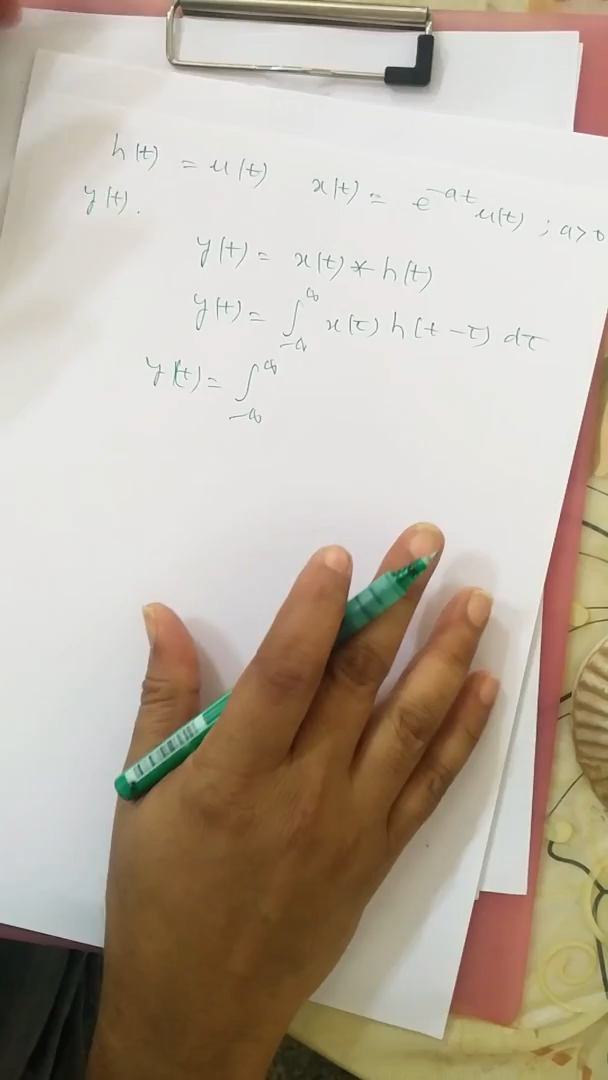 h(t) = u(t) x(t) = e^{-at} u(t) ; a>0
y(t).
y(t) = x(t) * h(t)
y(t) = ∫_{-∞}^{∞} x(τ) h(t-τ) dτ
y(t) = ∫_{-∞}^{∞}